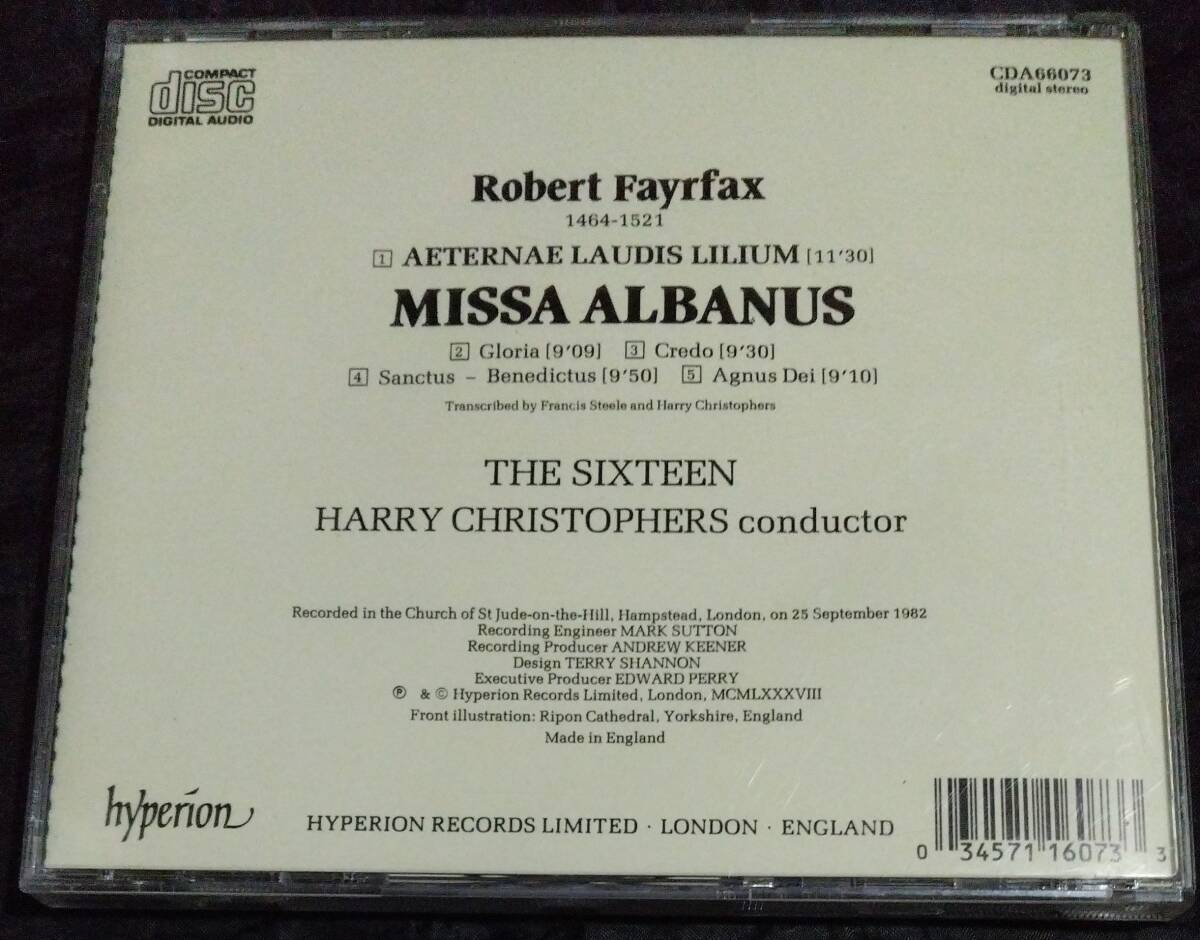 COMPACT
disc
DIGITAL AUDIO
CDA66073
digital stereo
Robert Fayrfax
1464-1521
1 AETERNAE LAUDIS LILIUM [11'30]
MISSA ALBANUS
2 Gloria [9'09] 3 Credo [9'30]
4 Sanctus – Benedictus [9'50] 5 Agnus Dei [9'10]
Transcribed by Francis Steele and Harry Christophers
THE SIXTEEN
HARRY CHRISTOPHERS conductor
Recorded in the Church of St Jude-on-the-Hill, Hampstead, London, on 25 September 1982
Recording Engineer MARK SUTTON
Recording Producer ANDREW KEENER
Design TERRY SHANNON
Executive Producer EDWARD PERRY
℗ & © Hyperion Records Limited, London, MCMLXXXVIII
Front illustration: Ripon Cathedral, Yorkshire, England
Made in England
hyperion
HYPERION RECORDS LIMITED · LONDON · ENGLAND
0 34571 16073 3